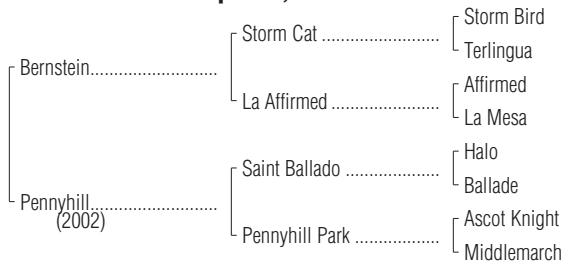 Storm Bird
Storm Cat ........................
Terlingua
Bernstein..........................
Affirmed
La Affirmed ......................
La Mesa
Halo
Saint Ballado ...................
Ballade
Pennyhill..........................
(2002)
Ascot Knight
Pennyhill Park .................
Middlemarch